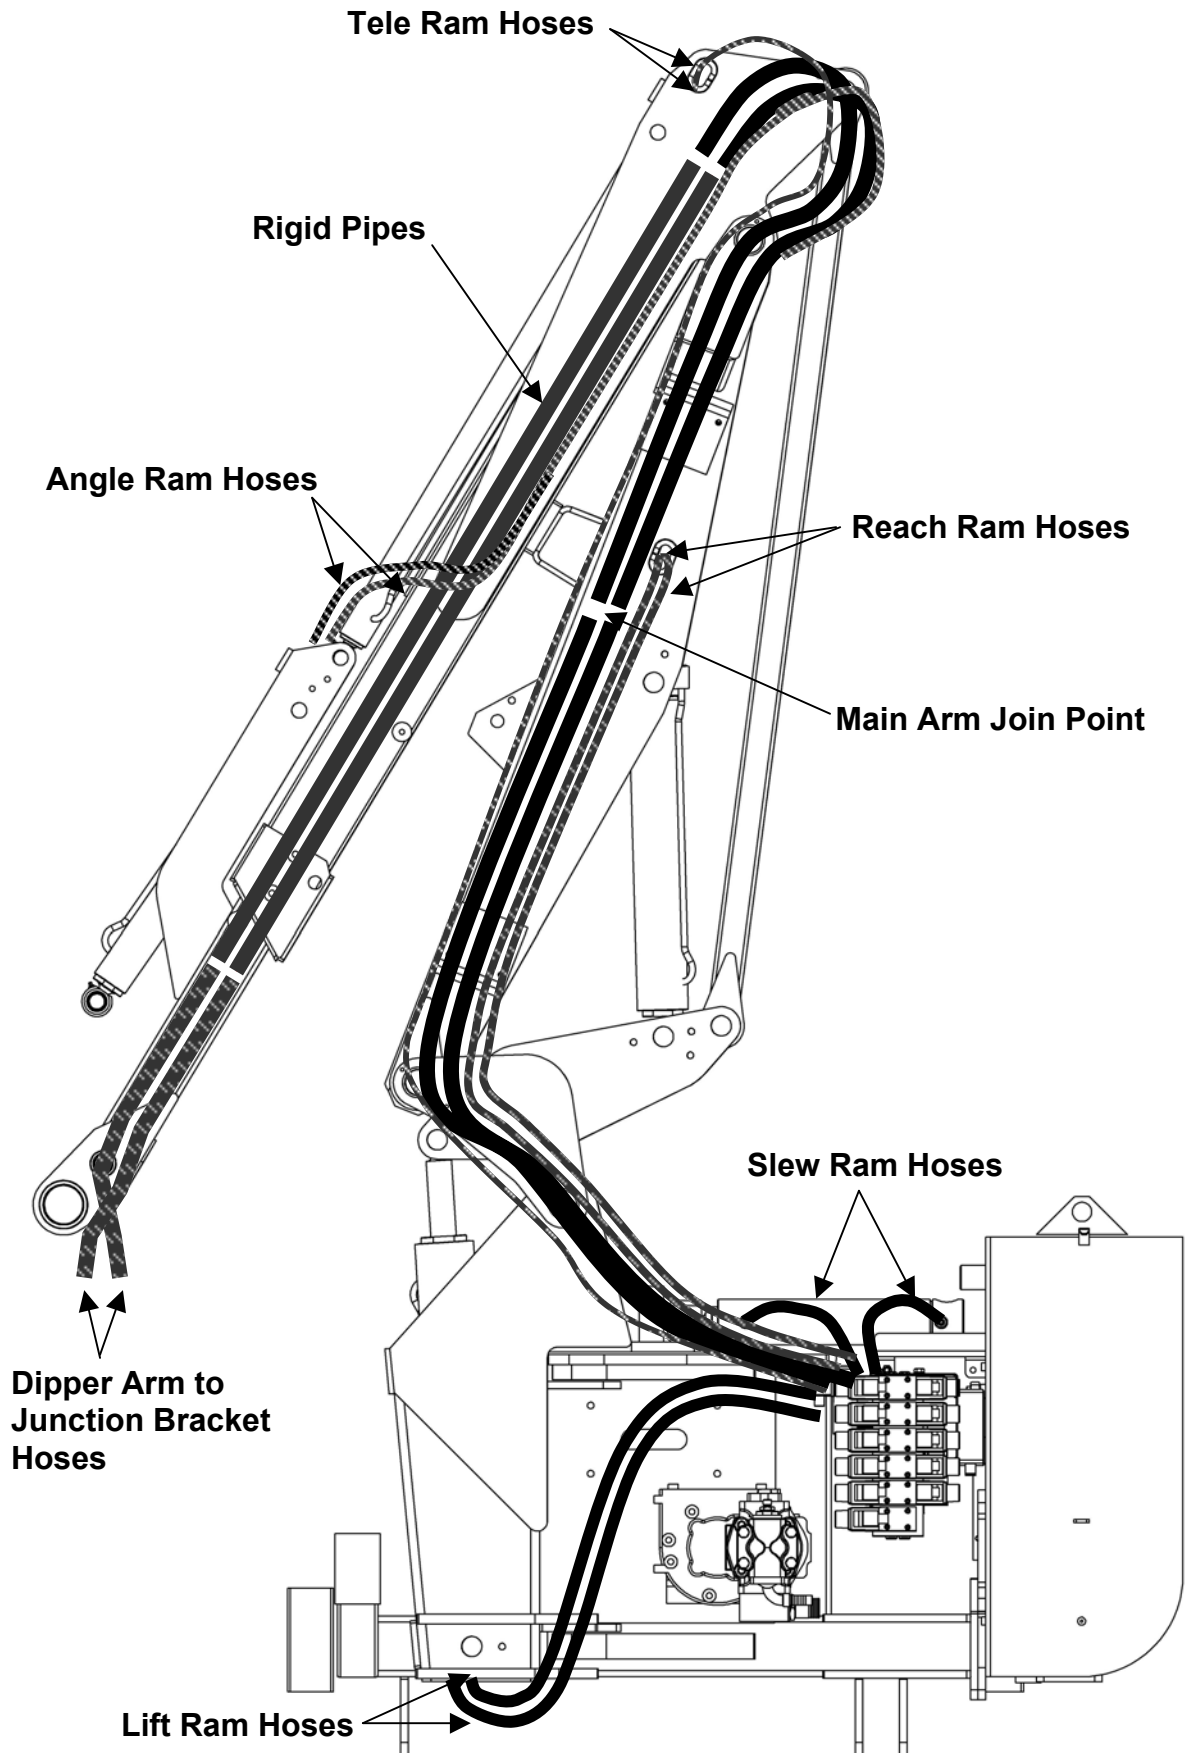 Tele Ram Hoses
Rigid Pipes
Angle Ram Hoses
Reach Ram Hoses
Main Arm Join Point
Slew Ram Hoses
Dipper Arm to
Junction Bracket
Hoses
Lift Ram Hoses